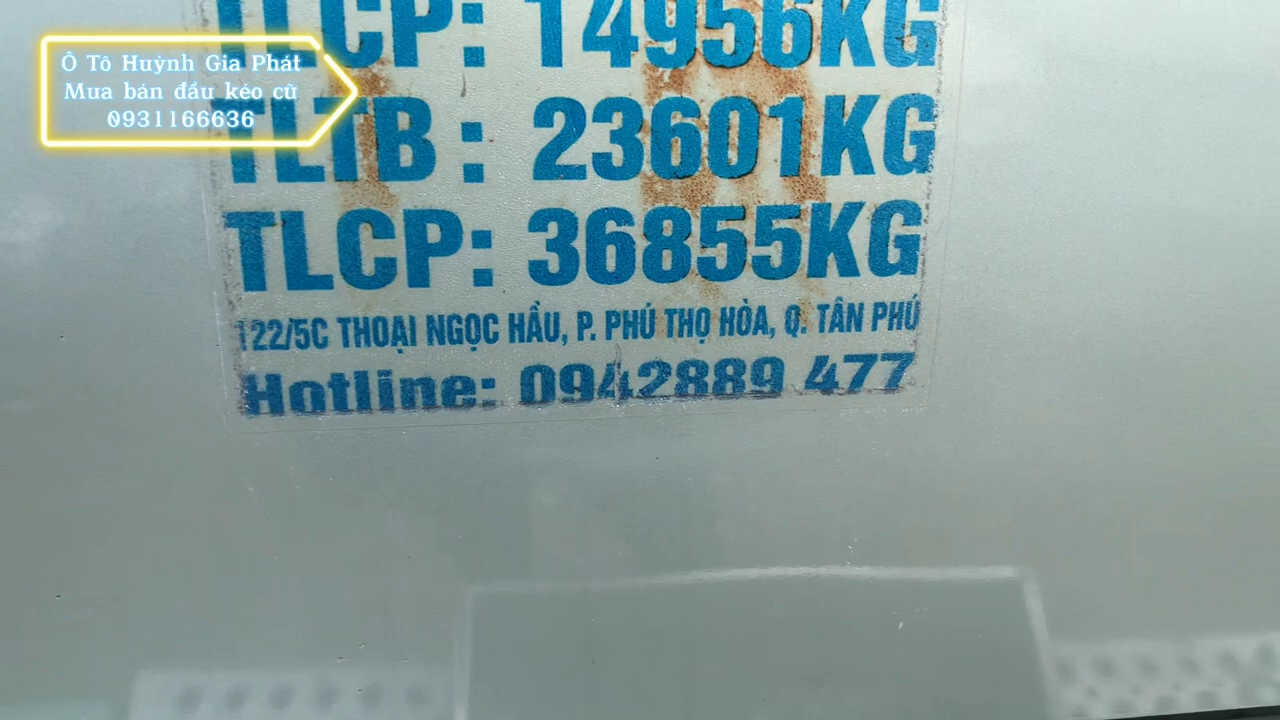 Ô Tô Huỳnh Gia Phát
Mua bán đầu kéo cũ
0931166636
TLCP: 14956KG
TLTB: 23601KG
TLCP: 36855KG
122/5C THOẠI NGỌC HẦU, P. PHÚ THỌ HÒA, Q. TÂN PHÚ
Hotline: 0942889 477